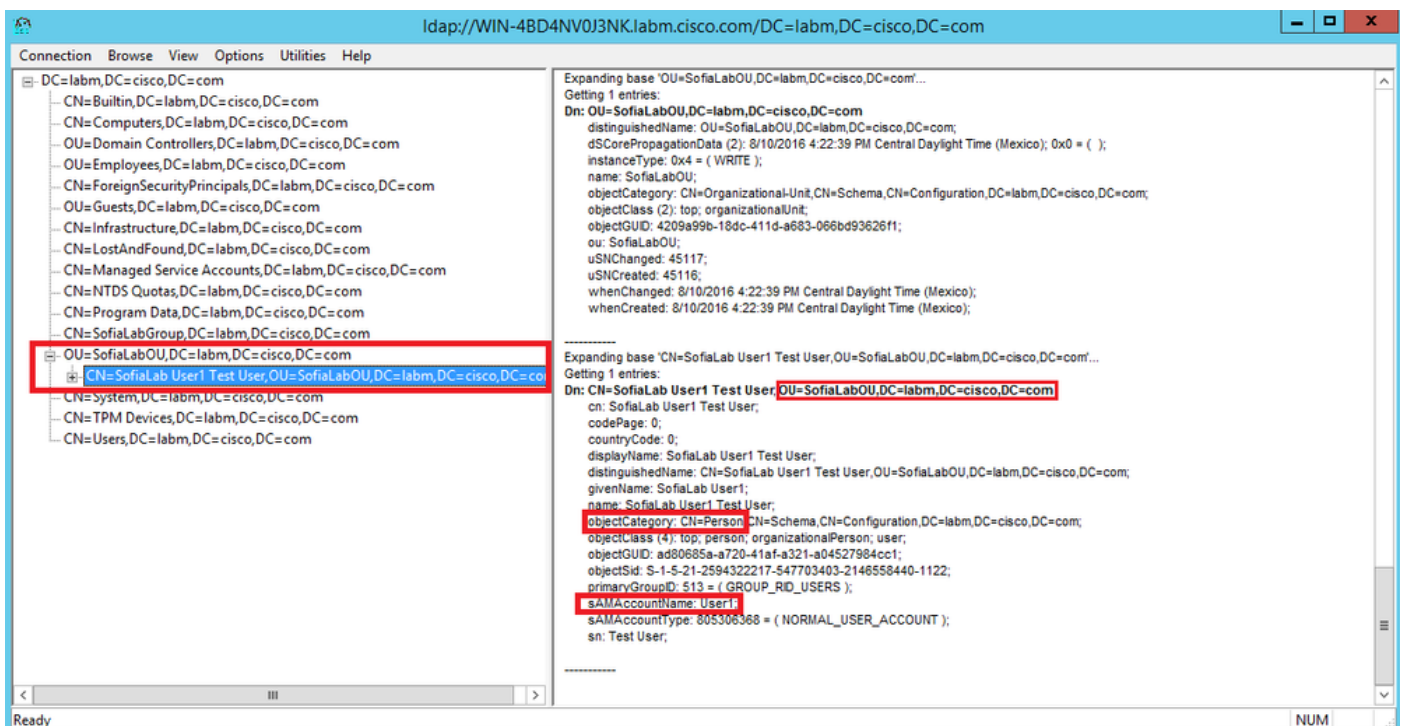 ldap://WIN-4BD4NV0J3NK.labm.cisco.com/DC=labm,DC=cisco,DC=com
Connection Browse View Options Utilities Help
DC=labm,DC=cisco,DC=com
CN=Builtin,DC=labm,DC=cisco,DC=com
CN=Computers,DC=labm,DC=cisco,DC=com
OU=Domain Controllers,DC=labm,DC=cisco,DC=com
OU=Employees,DC=labm,DC=cisco,DC=com
CN=ForeignSecurityPrincipals,DC=labm,DC=cisco,DC=com
OU=Guests,DC=labm,DC=cisco,DC=com
CN=Infrastructure,DC=labm,DC=cisco,DC=com
CN=LostAndFound,DC=labm,DC=cisco,DC=com
CN=Managed Service Accounts,DC=labm,DC=cisco,DC=com
CN=NTDS Quotas,DC=labm,DC=cisco,DC=com
CN=Program Data,DC=labm,DC=cisco,DC=com
CN=SofiaLabGroup,DC=labm,DC=cisco,DC=com
OU=SofiaLabOU,DC=labm,DC=cisco,DC=com
CN=SofiaLab User1 Test User,OU=SofiaLabOU,DC=labm,DC=cisco,DC=co
CN=System,DC=labm,DC=cisco,DC=com
CN=TPM Devices,DC=labm,DC=cisco,DC=com
CN=Users,DC=labm,DC=cisco,DC=com
Expanding base 'OU=SofiaLabOU,DC=labm,DC=cisco,DC=com'...
Getting 1 entries:
Dn: OU=SofiaLabOU,DC=labm,DC=cisco,DC=com
distinguishedName: OU=SofiaLabOU,DC=labm,DC=cisco,DC=com;
dSCorePropagationData (2): 8/10/2016 4:22:39 PM Central Daylight Time (Mexico); 0x0 = ( );
instanceType: 0x4 = ( WRITE );
name: SofiaLabOU;
objectCategory: CN=Organizational-Unit,CN=Schema,CN=Configuration,DC=labm,DC=cisco,DC=com;
objectClass (2): top; organizationalUnit;
objectGUID: 4209a99b-18dc-411d-a683-066bd93626f1;
ou: SofiaLabOU;
uSNChanged: 45117;
uSNCreated: 45116;
whenChanged: 8/10/2016 4:22:39 PM Central Daylight Time (Mexico);
whenCreated: 8/10/2016 4:22:39 PM Central Daylight Time (Mexico);
-----------
Expanding base 'CN=SofiaLab User1 Test User,OU=SofiaLabOU,DC=labm,DC=cisco,DC=com'...
Getting 1 entries:
Dn: CN=SofiaLab User1 Test User,OU=SofiaLabOU,DC=labm,DC=cisco,DC=com
cn: SofiaLab User1 Test User;
codePage: 0;
countryCode: 0;
displayName: SofiaLab User1 Test User;
distinguishedName: CN=SofiaLab User1 Test User,OU=SofiaLabOU,DC=labm,DC=cisco,DC=com;
givenName: SofiaLab User1;
name: SofiaLab User1 Test User;
objectCategory: CN=Person,CN=Schema,CN=Configuration,DC=labm,DC=cisco,DC=com;
objectClass (4): top; person; organizationalPerson; user;
objectGUID: ad80685a-a720-41af-a321-a04527984cc1;
objectSid: S-1-5-21-2594322217-547703403-2146558440-1122;
primaryGroupID: 513 = ( GROUP_RID_USERS );
sAMAccountName: User1;
sAMAccountType: 805306368 = ( NORMAL_USER_ACCOUNT );
sn: Test User;
-----------
Ready
NUM